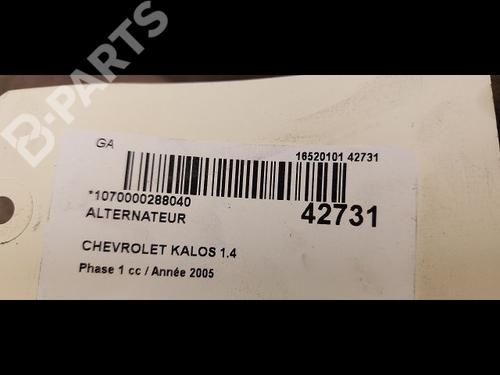 B-PARTS
GA
16520101 42731
*1070000288040
42731
ALTERNATEUR
CHEVROLET KALOS 1.4
Phase 1 cc / Année 2005